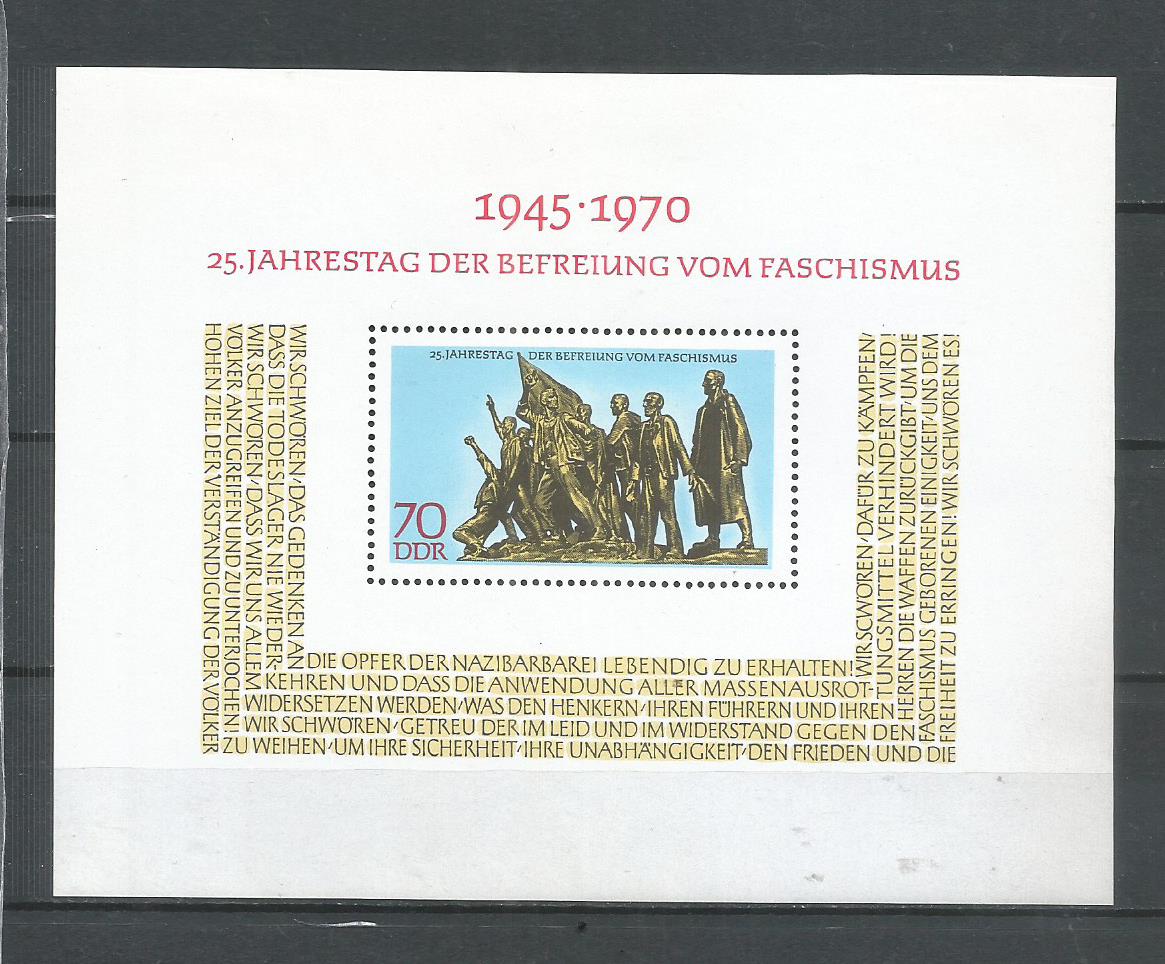 1945·1970
25. JAHRESTAG DER BEFREIUNG VOM FASCHISMUS
25. JAHRESTAG DER BEFREIUNG VOM FASCHISMUS
70
DDR
WIR SCHWÖREN, DAS GEDENKEN AN DIE OPFER DER NAZIBARBAREI LEBENDIG ZU ERHALTEN! WIR SCWÖREN, DAFÜR ZU KÄMPFEN,
DASS DIE TODESLAGER NIE WIEDER-KEHREN UND DASS DIE ANWENDUNG ALLER MASSENAUSROT-TUNGSMITTEL VERHINDERT WIRD!
WIR SCHWÖREN, DASS WIR UNS ALLEM WIDERSETZEN WERDEN, WAS DEN HENKERN, IHREN FÜHRERN UND IHREN HERREN DIE WAFFEN ZURÜCKGIBT, UM DIE
VÖLKER ANZUGREIFEN UND ZU UNTERJOCHEN! WIR SCHWÖREN, GETREU DER IM LEID UND IM WIDERSTAND GEGEN DEN FASCHISMUS GEBORENEN EINIGKEIT, UNS DEM
HOHEN ZIEL DER VERSTÄNDIGUNG DER VÖLKER ZU WEIHEN, UM IHRE SICHERHEIT, IHRE UNABHÄNGIGKEIT, DEN FRIEDEN UND DIE FREIHEIT ZU ERRINGEN! WIR SCHWÖREN ES!